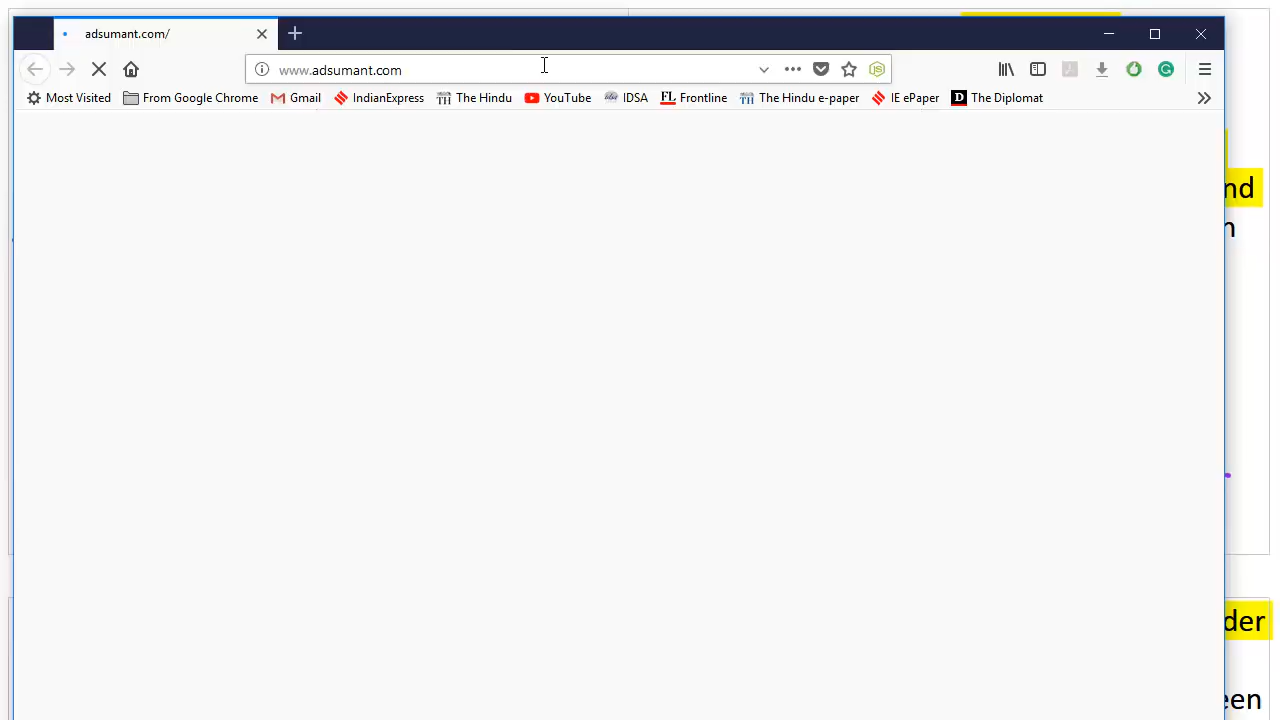 adsumant.com/
www.adsumant.com
Most Visited From Google Chrome Gmail IndianExpress The Hindu YouTube IDSA Frontline The Hindu e-paper IE ePaper The Diplomat
nd
n
der
een